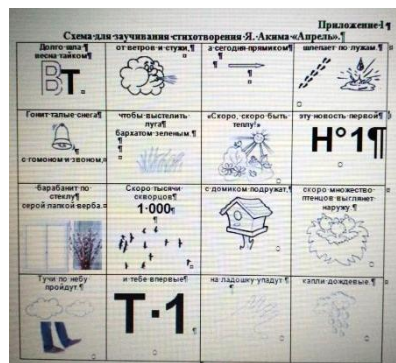 Приложение·1¶
Схема·для·заучивания·стихотворения·Я.·Акима·«Апрель».¶
Долго·шла·¶
весна·тайком¶
ВТ.
от·ветров·и·стужи,¶
а·сегодня·прямиком¶
шлепает·по·лужам.¶
Гонит·талые·снега¶
с·гомоном·и·звоном,¤
чтобы·выстелить·
луга¶
бархатом·зеленым.¶
«Скоро,·скоро·быть·
теплу!»¶
эту·новость·первой¶
Н°1¶
барабанит·по·
стеклу¶
серой·лапкой·верба.¤
Скоро·тысячи·
скворцов¶
1·000¶
с·домиком·подружат,¶
скоро·множество·
птенцов·выглянет·
наружу.¶
Тучи·по·небу·
пройдут,¶
и·тебе·впервые¶
Т·1¶
на·ладошку·упадут·¶
капли·дождевые.¶